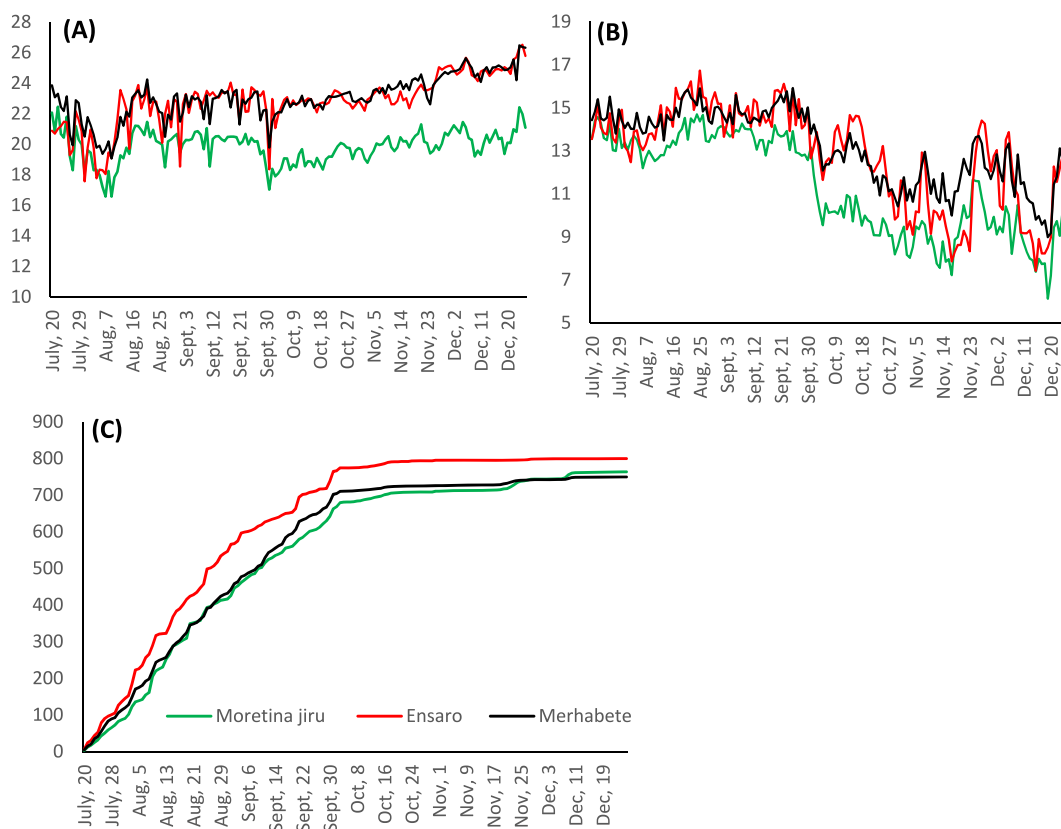 (A)
28
26
24
22
20
18
16
14
12
10
July, 20
July, 29
Aug, 7
Aug, 16
Aug, 25
Sept, 3
Sept, 12
Sept, 21
Sept, 30
Oct, 9
Oct, 18
Oct, 27
Nov, 5
Nov, 14
Nov, 23
Dec, 2
Dec, 11
Dec, 20
(B)
19
17
15
13
11
9
7
5
July, 20
July, 29
Aug, 7
Aug, 16
Aug, 25
Sept, 3
Sept, 12
Sept, 21
Sept, 30
Oct, 9
Oct, 18
Oct, 27
Nov, 5
Nov, 14
Nov, 23
Dec, 2
Dec, 11
Dec, 20
(C)
900
800
700
600
500
400
300
200
100
0
Moretina jiru Ensaro Merhabete
July, 20
July, 28
Aug, 5
Aug, 13
Aug, 21
Aug, 29
Sept, 6
Sept, 14
Sept, 22
Sept, 30
Oct, 8
Oct, 16
Oct, 24
Nov, 1
Nov, 9
Nov, 17
Nov, 25
Dec, 3
Dec, 11
Dec, 19